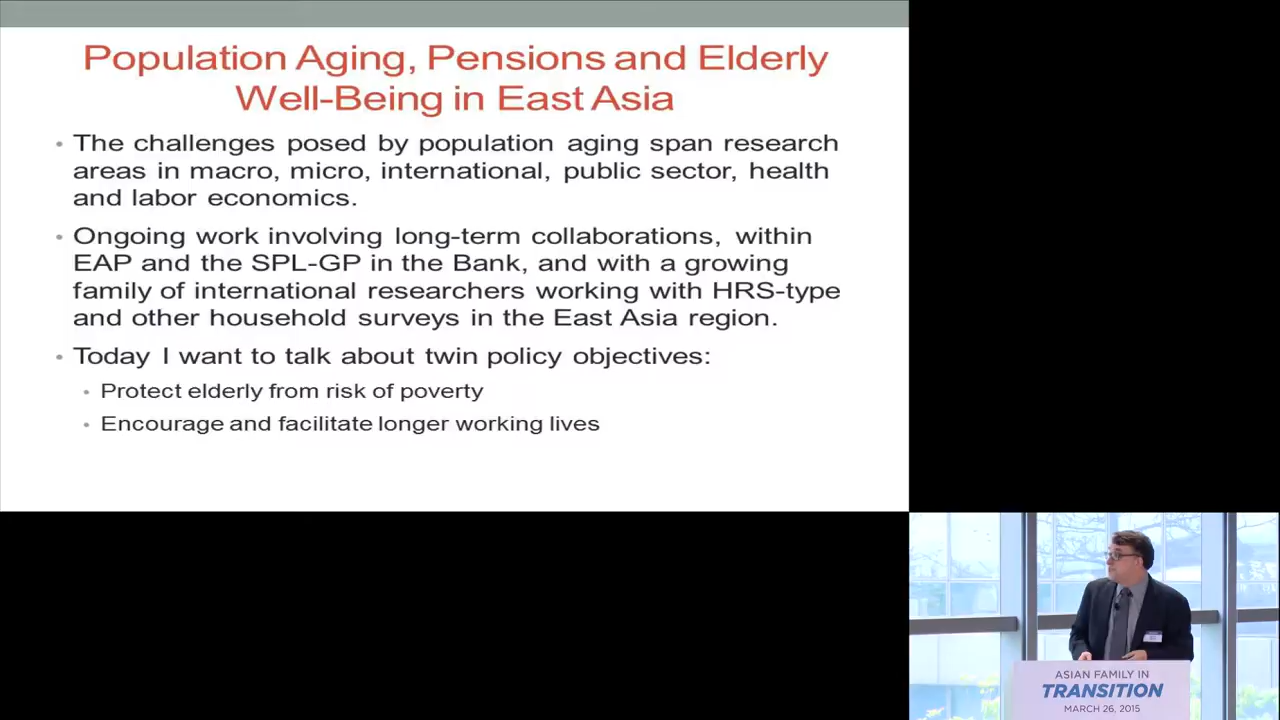 Population Aging, Pensions and Elderly
Well-Being in East Asia
• The challenges posed by population aging span research
areas in macro, micro, international, public sector, health
and labor economics.
• Ongoing work involving long-term collaborations, within
EAP and the SPL-GP in the Bank, and with a growing
family of international researchers working with HRS-type
and other household surveys in the East Asia region.
• Today I want to talk about twin policy objectives:
• Protect elderly from risk of poverty
• Encourage and facilitate longer working lives
ASIAN FAMILY IN
TRANSITION
MARCH 26, 2015